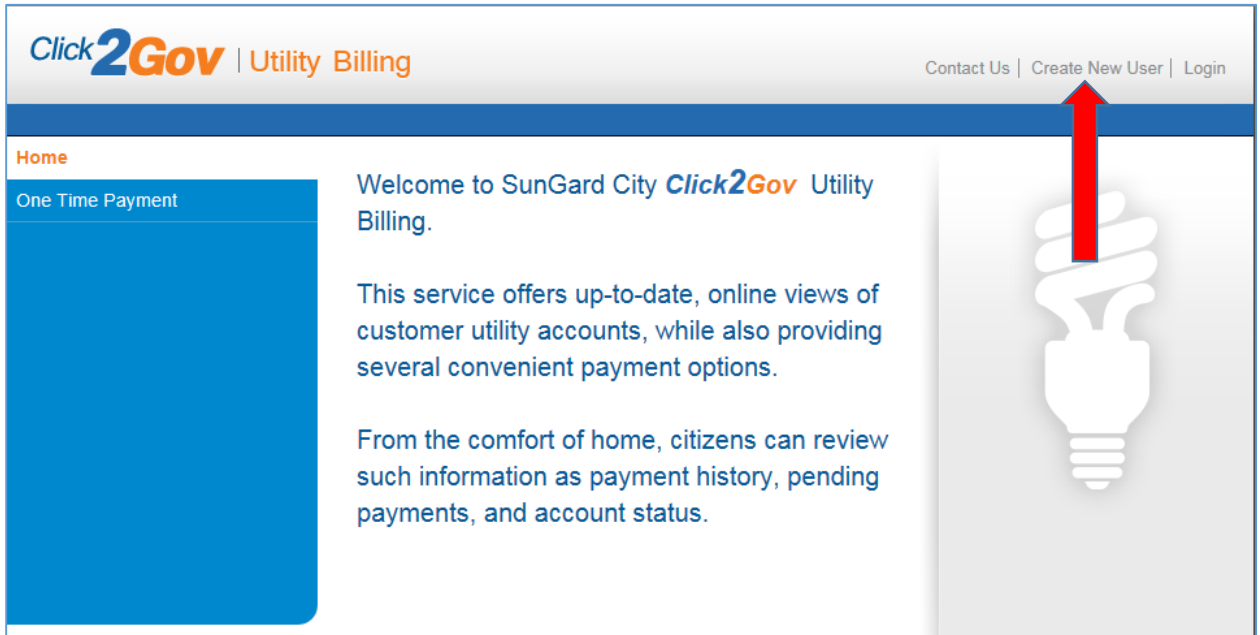 Click2Gov | Utility Billing
Contact Us | Create New User | Login
Home
One Time Payment
Welcome to SunGard City Click2Gov Utility
Billing.
This service offers up-to-date, online views of
customer utility accounts, while also providing
several convenient payment options.
From the comfort of home, citizens can review
such information as payment history, pending
payments, and account status.